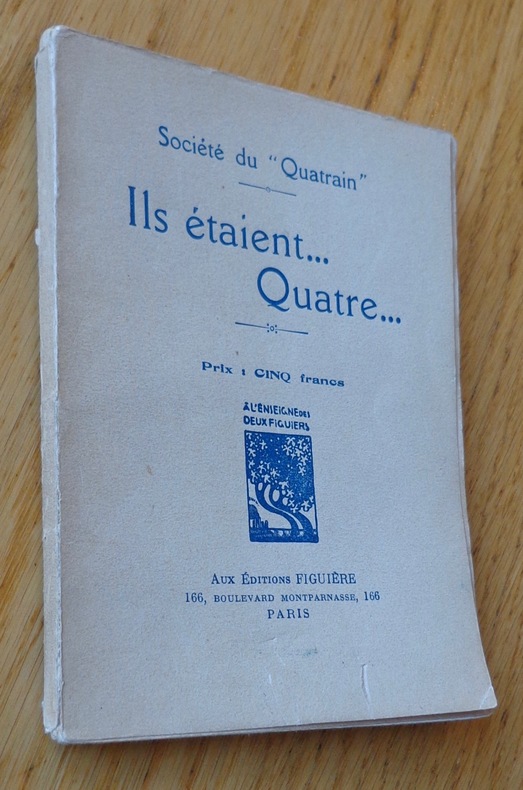 Société du "Quatrain"
Ils étaient...
Quatre...
Prix : CINQ francs
À L'ENSEIGNE DES
DEUX FIGUIERS
AUX ÉDITIONS FIGUIÈRE
166, BOULEVARD MONTPARNASSE, 166
PARIS